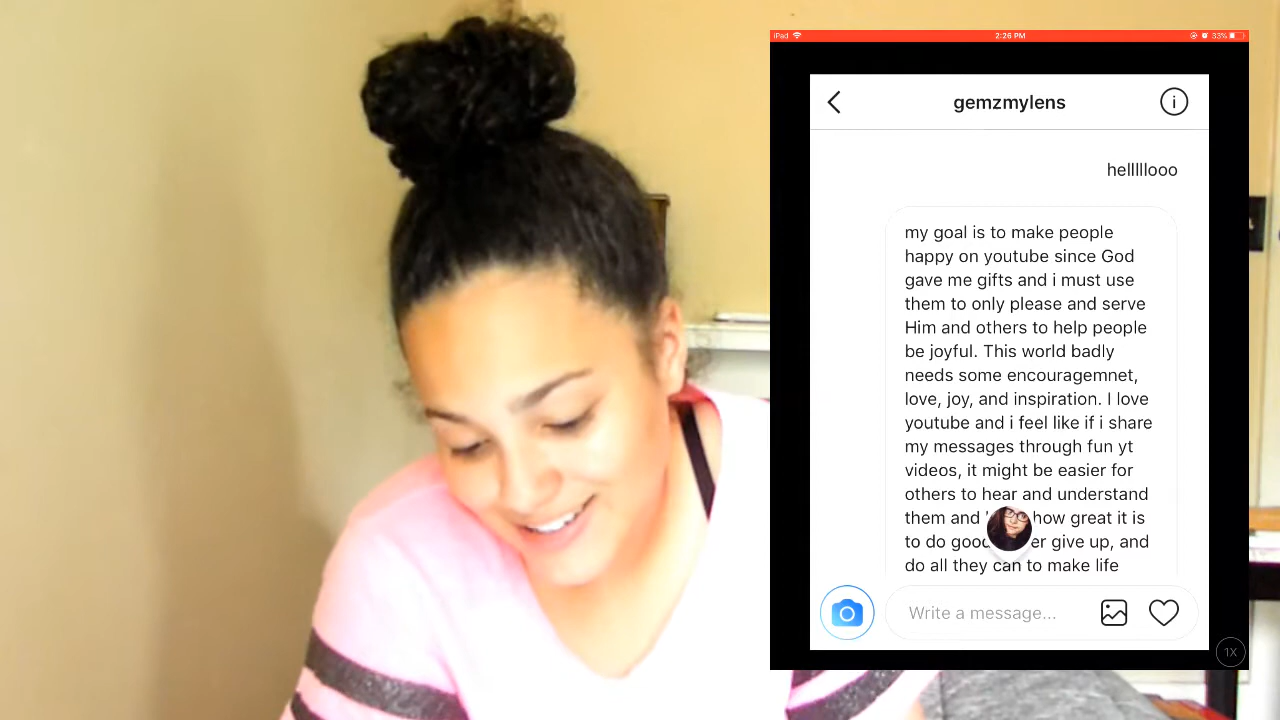 iPad
2:26 PM
33%
gemzmylens
helllllooo
my goal is to make people
happy on youtube since God
gave me gifts and i must use
them to only please and serve
Him and others to help people
be joyful. This world badly
needs some encouragemnet,
love, joy, and inspiration. I love
youtube and i feel like if i share
my messages through fun yt
videos, it might be easier for
others to hear and understand
them and how great it is
to do good er give up, and
do all they can to make life
Write a message...
1X